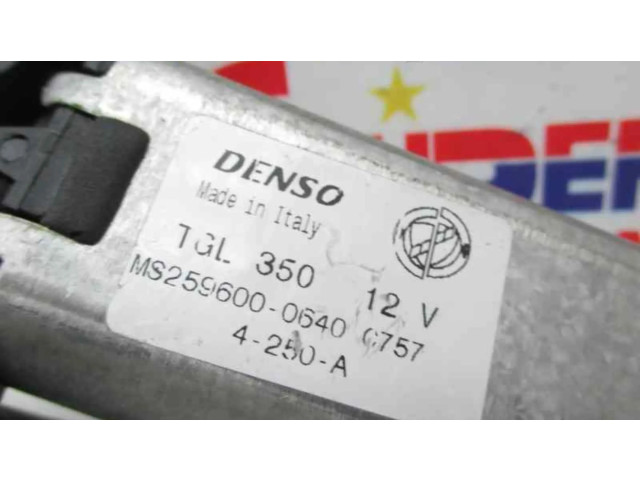 DENSO
Made in Italy
TGL 350 12 V
MS259600-0640 C757
4-250-A